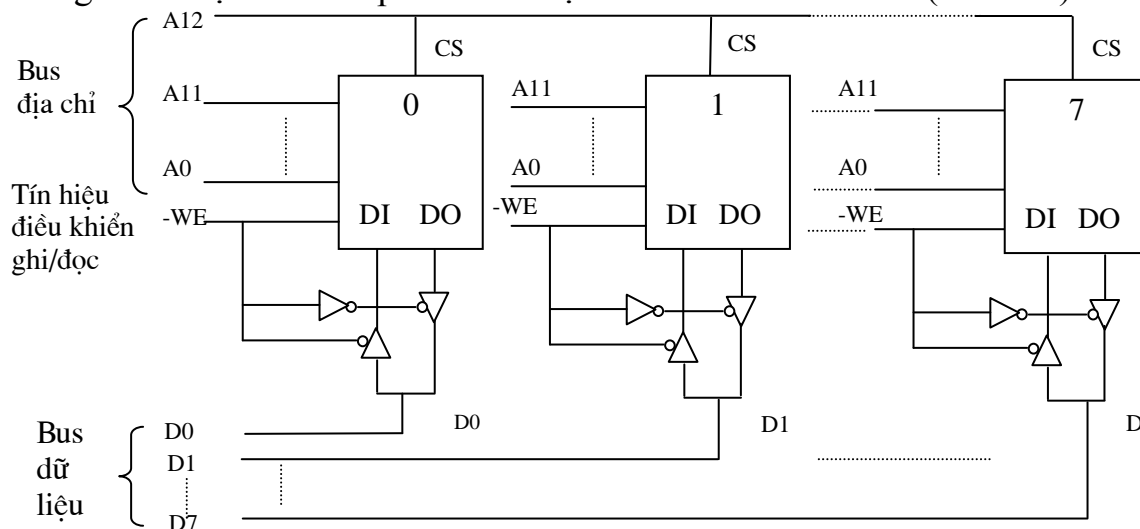 A12
CS
CS
CS
Bus
địa chỉ
A11
A11
A11
0
1
7
A0
A0
A0
Tín hiệu
điều khiển
ghi/đọc
-WE
-WE
-WE
DI DO
DI DO
DI DO
Bus
dữ
liệu
D0
D0
D1
D
D1
D7